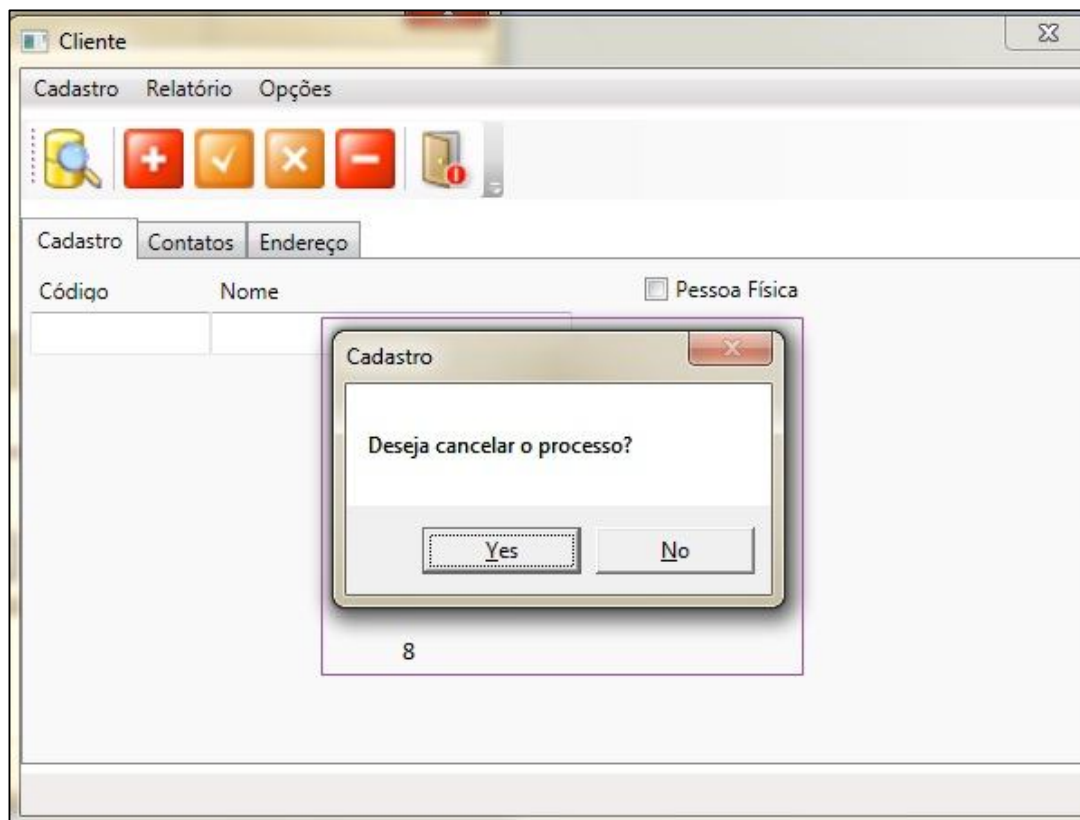 Cliente
Cadastro Relatório Opções
Cadastro Contatos Endereço
Código Nome Pessoa Física
Cadastro
Deseja cancelar o processo?
Yes No
8